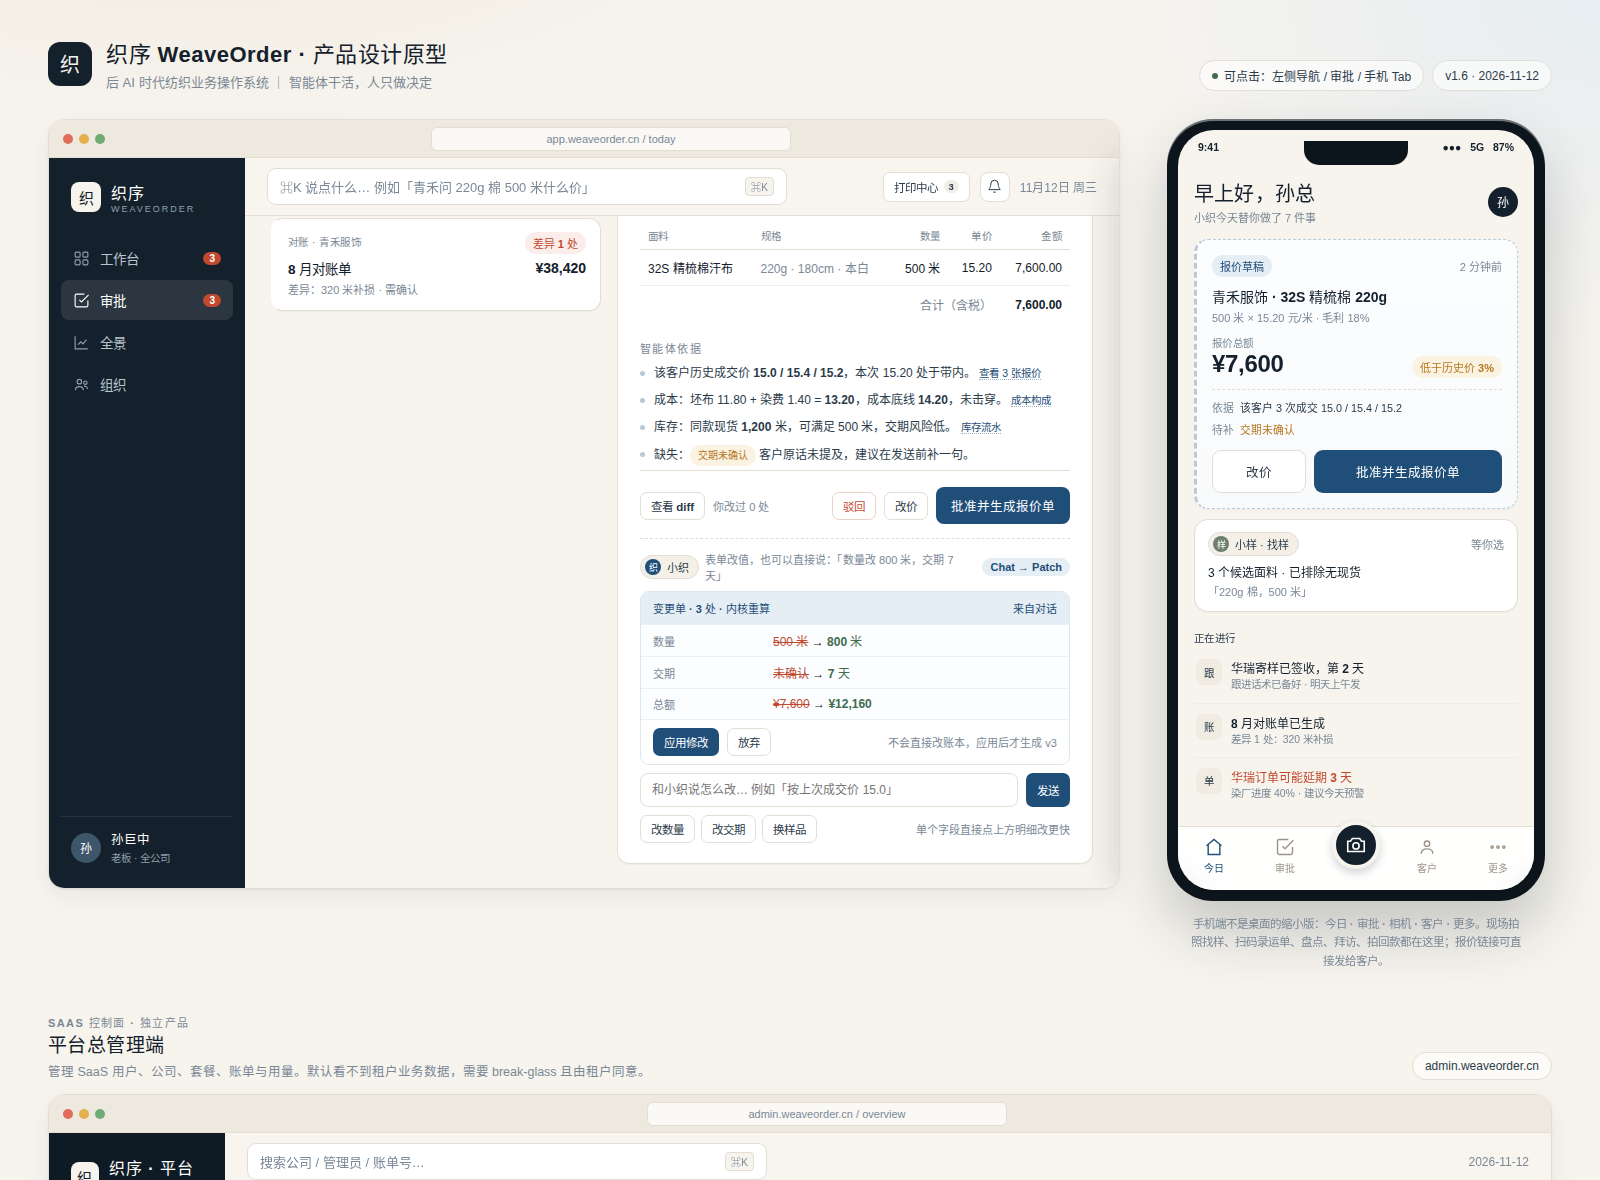 织
织序 WeaveOrder · 产品设计原型
后 AI 时代纺织业务操作系统 | 智能体干活，人只做决定
可点击：左侧导航 / 审批 / 手机 Tab
v1.6 · 2026-11-12
app.weaveorder.cn / today
织
织序
WEAVEORDER
工作台 3
审批 3
全景
组织
孙
孙巨中
老板 · 全公司
⌘K 说点什么… 例如「青禾问 220g 棉 500 米什么价」 ⌘K
打印中心 3
11月12日 周三
对账 · 青禾服饰 差异 1 处
8 月对账单 ¥38,420
差异：320 米补损 · 需确认
面料 规格 数量 单价 金额
32S 精梳棉汗布 220g · 180cm · 本白 500 米 15.20 7,600.00
合计（含税） 7,600.00
智能体依据
该客户历史成交价 15.0 / 15.4 / 15.2，本次 15.20 处于带内。 查看 3 张报价
成本：坯布 11.80 + 染费 1.40 = 13.20，成本底线 14.20，未击穿。 成本构成
库存：同款现货 1,200 米，可满足 500 米，交期风险低。 库存流水
缺失： 交期未确认 客户原话未提及，建议在发送前补一句。
查看 diff 你改过 0 处 驳回 改价 批准并生成报价单
织 小织 表单改值，也可以直接说：「数量改 800 米，交期 7
天」
Chat → Patch
变更单 · 3 处 · 内核重算 来自对话
数量 500 米 → 800 米
交期 未确认 → 7 天
总额 ¥7,600 → ¥12,160
应用修改 放弃 不会直接改账本，应用后才生成 v3
和小织说怎么改… 例如「按上次成交价 15.0」 发送
改数量 改交期 换样品 单个字段直接点上方明细改更快
9:41 5G 87%
早上好，孙总
小织今天替你做了 7 件事
孙
报价草稿 2 分钟前
青禾服饰 · 32S 精梳棉 220g
500 米 × 15.20 元/米 · 毛利 18%
报价总额
¥7,600 低于历史价 3%
依据 该客户 3 次成交 15.0 / 15.4 / 15.2
待补 交期未确认
改价 批准并生成报价单
样 小样 · 找样 等你选
3 个候选面料 · 已排除无现货
「220g 棉，500 米」
正在进行
跟 华瑞寄样已签收，第 2 天
跟进话术已备好 · 明天上午发
账 8 月对账单已生成
差异 1 处：320 米补损
单 华瑞订单可能延期 3 天
染厂进度 40% · 建议今天预警
今日 审批 客户 更多
手机端不是桌面的缩小版：今日 · 审批 · 相机 · 客户 · 更多。现场拍
照找样、扫码录运单、盘点、拜访、拍回款都在这里；报价链接可直
接发给客户。
SAAS 控制面 · 独立产品
平台总管理端
管理 SaaS 用户、公司、套餐、账单与用量。默认看不到租户业务数据，需要 break-glass 且由租户同意。
admin.weaveorder.cn
admin.weaveorder.cn / overview
织
织序 · 平台
搜索公司 / 管理员 / 账单号… ⌘K
2026-11-12